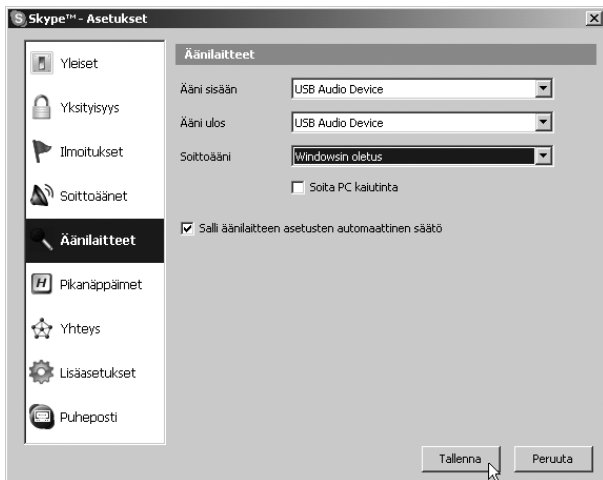 Skype™ - Asetukset
Yleiset
Yksityisyys
Ilmoitukset
Soittoäänet
Äänilaitteet
Pikanäppäimet
Yhteys
Lisäasetukset
Puheposti
Äänilaitteet
Ääni sisään USB Audio Device
Ääni ulos USB Audio Device
Soittoääni Windowsin oletus
Soita PC kaiutinta
Salli äänilaitteen asetusten automaattinen säätö
Tallenna Peruuta